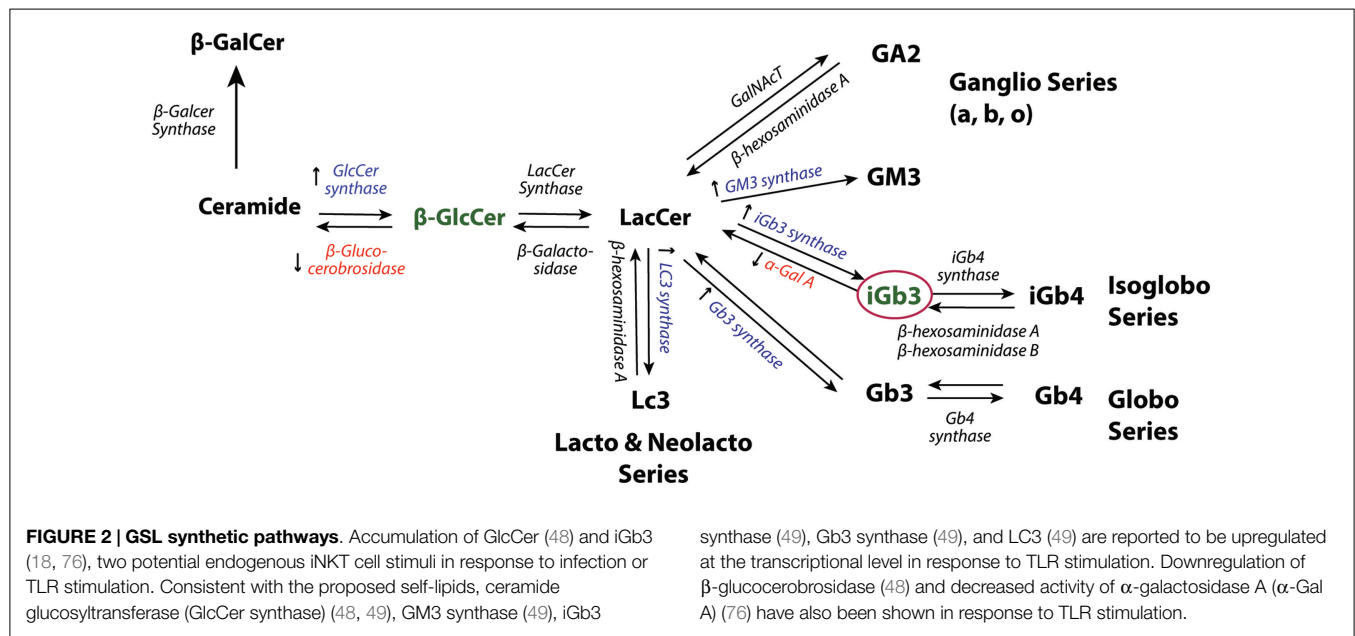 β-GalCer
β-Galcer
Synthase
Ceramide
↑ GlcCer
synthase
↓ β-Gluco-
cerobrosidase
β-GlcCer
LacCer
Synthase
β-Galacto-
sidase
LacCer
GalNAcT
β-hexosaminidase A
GA2
Ganglio Series
(a, b, o)
↑ GM3 synthase
GM3
↑ iGb3 synthase
↓ α-Gal A
iGb3
iGb4
synthase
β-hexosaminidase A
β-hexosaminidase B
iGb4
Isoglobo
Series
β-hexosaminidase A
↑ LC3 synthase
↑ Gb3 synthase
Lc3
Lacto & Neolacto
Series
Gb3
Gb4
synthase
Gb4
Globo
Series
FIGURE 2 | GSL synthetic pathways. Accumulation of GlcCer (48) and iGb3
(18, 76), two potential endogenous iNKT cell stimuli in response to infection or
TLR stimulation. Consistent with the proposed self-lipids, ceramide
glucosyltransferase (GlcCer synthase) (48, 49), GM3 synthase (49), iGb3
synthase (49), Gb3 synthase (49), and LC3 (49) are reported to be upregulated
at the transcriptional level in response to TLR stimulation. Downregulation of
β-glucocerobrosidase (48) and decreased activity of α-galactosidase A (α-Gal
A) (76) have also been shown in response to TLR stimulation.